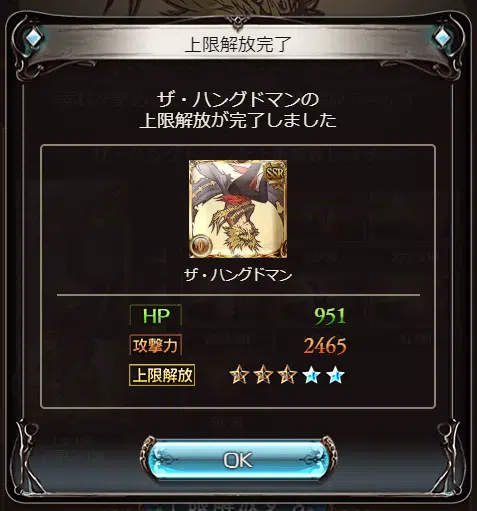 上限解放完了
ザ・ハングドマンの
上限解放が完了しました
SSR
ザ・ハングドマン
HP 951
攻撃力 2465
上限解放
OK